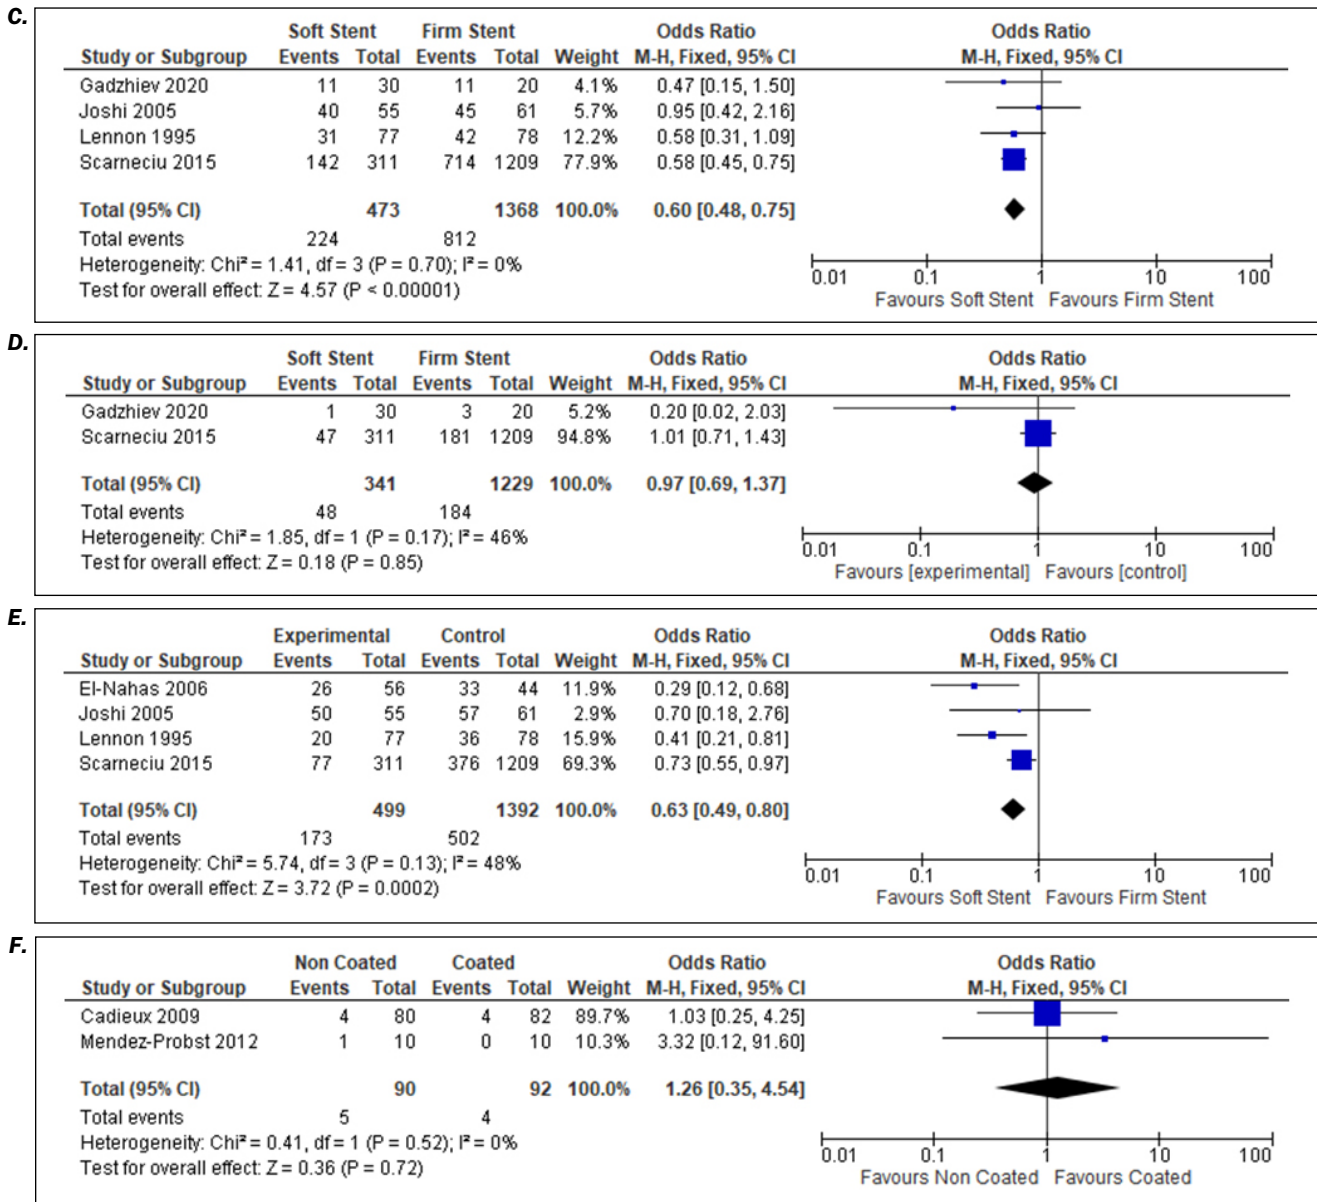 C.
Soft Stent Firm Stent Odds Ratio Odds Ratio
Study or Subgroup Events Total Events Total Weight M-H, Fixed, 95% CI M-H, Fixed, 95% CI
Gadzhiev 2020 11 30 11 20 4.1% 0.47 [0.15, 1.50]
Joshi 2005 40 55 45 61 5.7% 0.95 [0.42, 2.16]
Lennon 1995 31 77 42 78 12.2% 0.58 [0.31, 1.09]
Scarneciu 2015 142 311 714 1209 77.9% 0.58 [0.45, 0.75]
Total (95% CI) 473 1368 100.0% 0.60 [0.48, 0.75]
Total events 224 812
Heterogeneity: Chi² = 1.41, df = 3 (P = 0.70); I² = 0%
Test for overall effect: Z = 4.57 (P < 0.00001)
0.01 0.1 1 10 100
Favours Soft Stent Favours Firm Stent
D.
Soft Stent Firm Stent Odds Ratio Odds Ratio
Study or Subgroup Events Total Events Total Weight M-H, Fixed, 95% CI M-H, Fixed, 95% CI
Gadzhiev 2020 1 30 3 20 5.2% 0.20 [0.02, 2.03]
Scarneciu 2015 47 311 181 1209 94.8% 1.01 [0.71, 1.43]
Total (95% CI) 341 1229 100.0% 0.97 [0.69, 1.37]
Total events 48 184
Heterogeneity: Chi² = 1.85, df = 1 (P = 0.17); I² = 46%
Test for overall effect: Z = 0.18 (P = 0.85)
0.01 0.1 1 10 100
Favours [experimental] Favours [control]
E.
Experimental Control Odds Ratio Odds Ratio
Study or Subgroup Events Total Events Total Weight M-H, Fixed, 95% CI M-H, Fixed, 95% CI
El-Nahas 2006 26 56 33 44 11.9% 0.29 [0.12, 0.68]
Joshi 2005 50 55 57 61 2.9% 0.70 [0.18, 2.76]
Lennon 1995 20 77 36 78 15.9% 0.41 [0.21, 0.81]
Scarneciu 2015 77 311 376 1209 69.3% 0.73 [0.55, 0.97]
Total (95% CI) 499 1392 100.0% 0.63 [0.49, 0.80]
Total events 173 502
Heterogeneity: Chi² = 5.74, df = 3 (P = 0.13); I² = 48%
Test for overall effect: Z = 3.72 (P = 0.0002)
0.01 0.1 1 10 100
Favours Soft Stent Favours Firm Stent
F.
Non Coated Coated Odds Ratio Odds Ratio
Study or Subgroup Events Total Events Total Weight M-H, Fixed, 95% CI M-H, Fixed, 95% CI
Cadieux 2009 4 80 4 82 89.7% 1.03 [0.25, 4.25]
Mendez-Probst 2012 1 10 0 10 10.3% 3.32 [0.12, 91.60]
Total (95% CI) 90 92 100.0% 1.26 [0.35, 4.54]
Total events 5 4
Heterogeneity: Chi² = 0.41, df = 1 (P = 0.52); I² = 0%
Test for overall effect: Z = 0.36 (P = 0.72)
0.01 0.1 1 10 100
Favours Non Coated Favours Coated